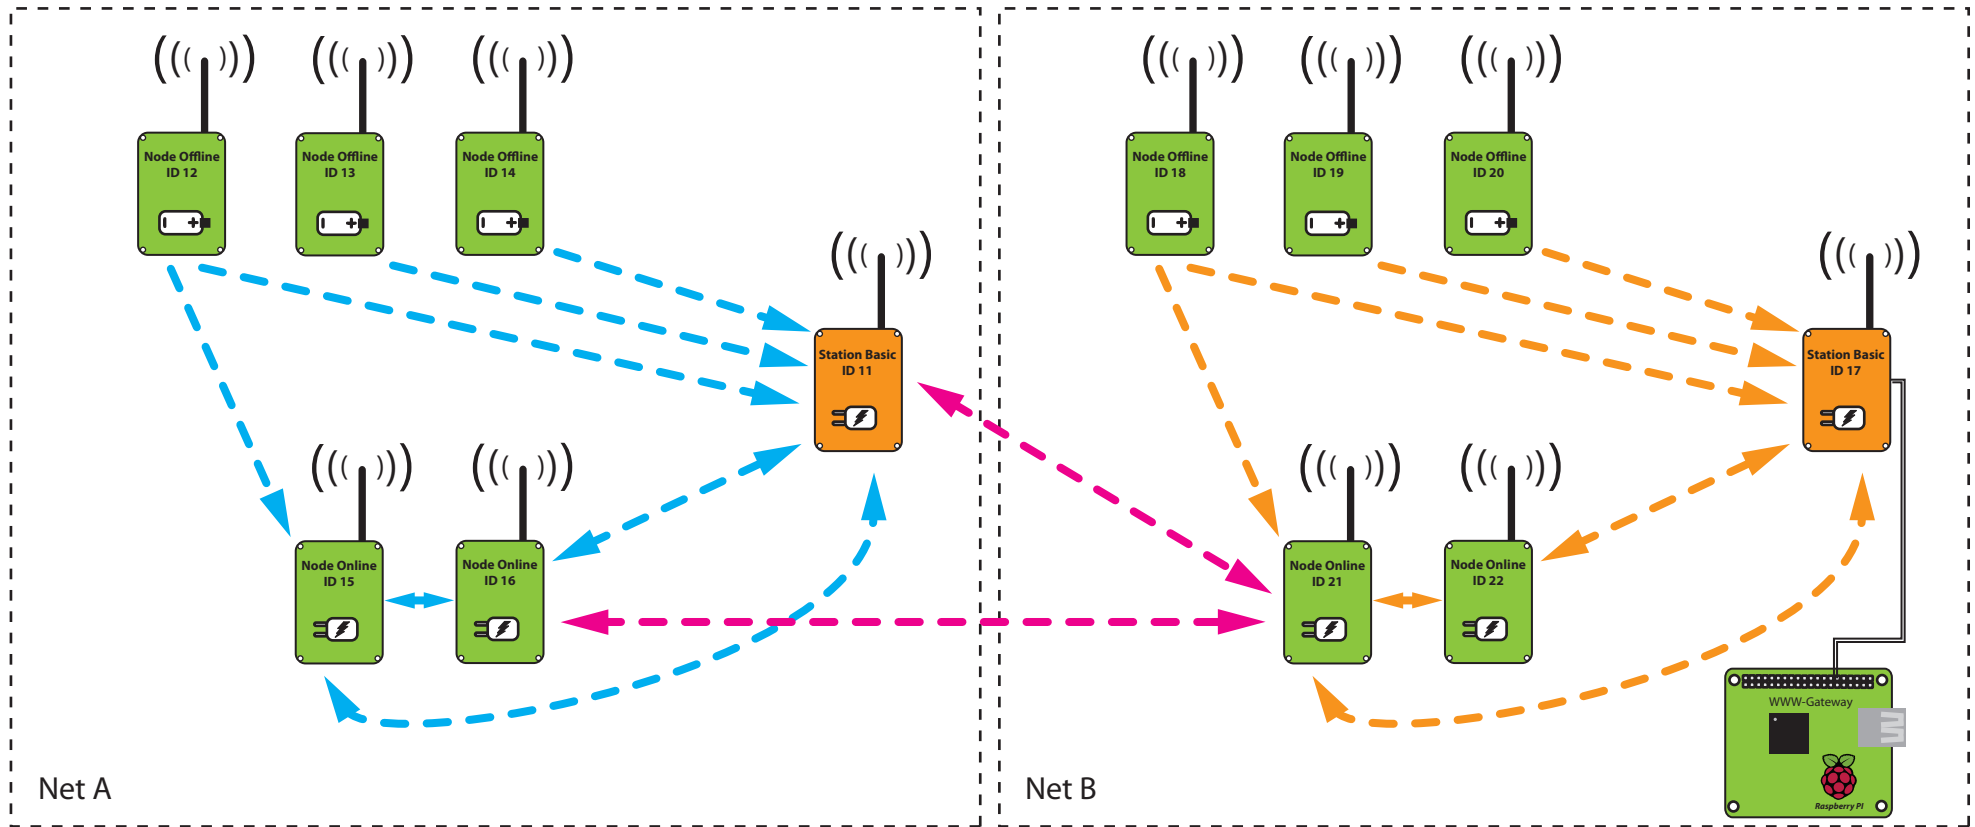 Node Offline
ID 12
Node Offline
ID 13
Node Offline
ID 14
Station Basic
ID 11
Node Online
ID 15
Node Online
ID 16
Net A
Node Offline
ID 18
Node Offline
ID 19
Node Offline
ID 20
Station Basic
ID 17
Node Online
ID 21
Node Online
ID 22
WWW-Gateway
Raspberry PI
Net B